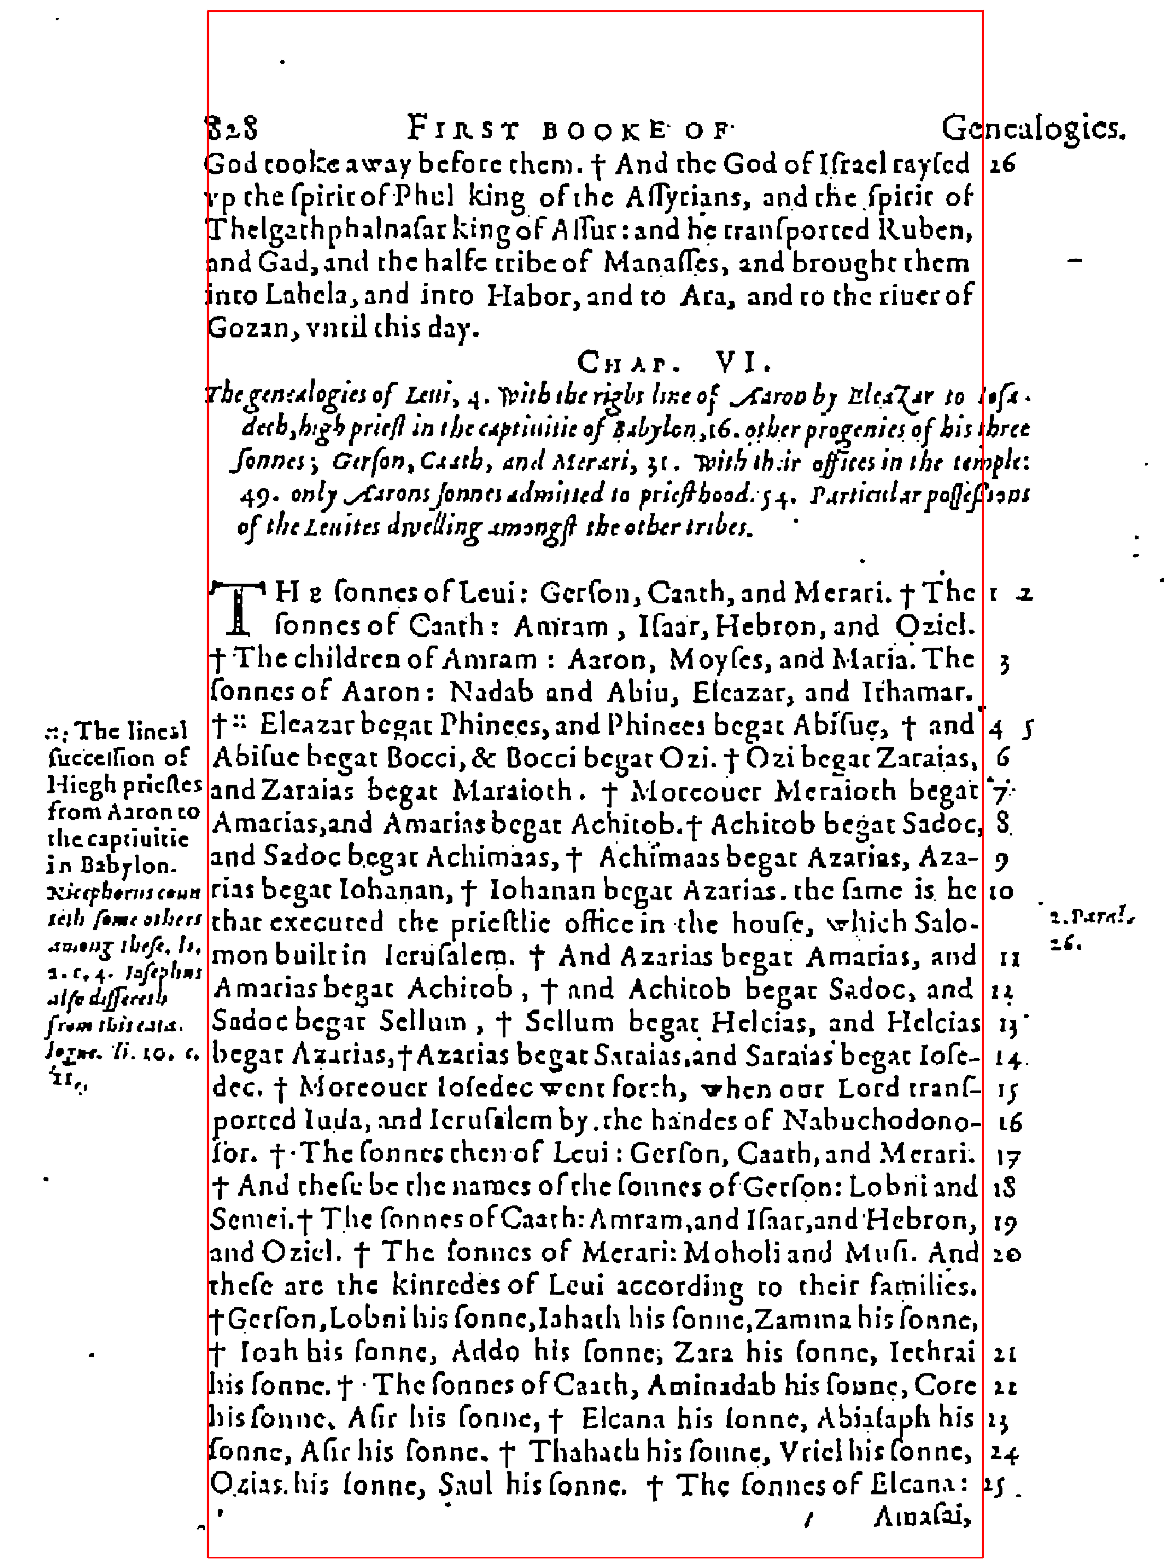 828 FIRST BOOKE OF Genealogies.
God tooke away before them. † And the God of Iſrael rayſed 26
vp the ſpirit of Phul king of the Aſſyrians, and the ſpirit of
Thelgathphalnaſar king of Aſſur: and he tranſported Ruben,
and Gad, and the halfe tribe of Manaſſes, and brought them
into Lahela, and into Habor, and to Ara, and to the riuer of
Gozan, vntil this day.
CHAP. VI.
The genealogies of Leui, 4. With the right line of Aaron by Eleazar to Ioſa-
dech, high prieſt in the captiuitie of Babylon, 16. other progenies of his three
ſonnes; Gerſon, Caath, and Merari, 31. With their offices in the temple:
49. only Aarons ſonnes admitted to prieſthood. 54. Particular poſſeſsions
of the Leuites dwelling amongſt the other tribes.
THE ſonnes of Leui: Gerſon, Caath, and Merari. † The 1 2
ſonnes of Caath: Amram, Iſaar, Hebron, and Oziel.
† The children of Amram: Aaron, Moyſes, and Maria. The 3
ſonnes of Aaron: Nadab and Abiu, Eleazar, and Ithamar.
† :: Eleazar begat Phinees, and Phinees begat Abiſue, † and 4 5
Abiſue begat Bocci, & Bocci begat Ozi. † Ozi begat Zaraias, 6
and Zaraias begat Maraioth. † Moreouer Meraioth begat 7
Amarias, and Amarias begat Achitob. † Achitob begat Sadoc, 8
and Sadoc begat Achimaas, † Achimaas begat Azarias, Aza- 9
rias begat Iohanan, † Iohanan begat Azarias. the ſame is he 10
that executed the prieſtlie office in the houſe, which Salo-
mon built in Ieruſalem. † And Azarias begat Amarias, and 11
Amarias begat Achitob, † and Achitob begat Sadoc, and 12
Sadoc begat Sellum, † Sellum begat Helcias, and Helcias 13
begat Azarias, † Azarias begat Saraias, and Saraias begat Ioſe- 14
dec. † Moreouer Ioſedec went forth, when our Lord tranſ- 15
ported Iuda, and Ieruſalem by the handes of Nabuchodono- 16
ſor. † The ſonnes then of Leui: Gerſon, Caath, and Merari. 17
† And theſe be the names of the ſonnes of Gerſon: Lobni and 18
Semei. † The ſonnes of Caath: Amram, and Iſaar, and Hebron, 19
and Oziel. † The ſonnes of Merari: Moholi and Muſi. And 20
theſe are the kinredes of Leui according to their families.
† Gerſon, Lobni his ſonne, Iahath his ſonne, Zamma his ſonne,
† Ioah his ſonne, Addo his ſonne, Zara his ſonne, Iethrai 21
his ſonne. † The ſonnes of Caath, Aminadab his ſonne, Core 22
his ſonne. Aſir his ſonne, † Elcana his ſonne, Abiaſaph his 23
ſonne, Aſir his ſonne. † Thahath his ſonne, Vriel his ſonne, 24
Ozias his ſonne, Saul his ſonne. † The ſonnes of Elcana: 25
Amaſai,
:: The lineal
ſucceſſion of
Hiegh prieſtes
from Aaron to
the captiuitie
in Babylon.
Nicephorus coun
teth ſome others
among theſe, li,
2. c. 4. Ioſephus
alſo differeth
from this cata-
logue. li. 10. c.
11.
2. Paral.
26.